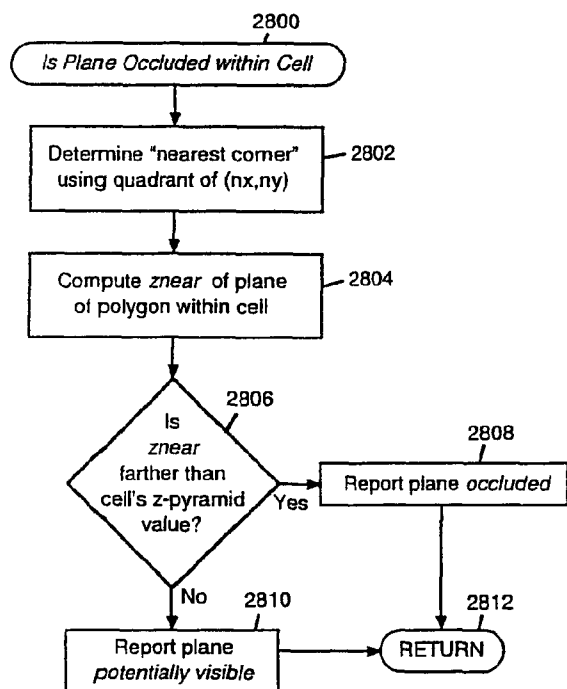 2800
Is Plane Occluded within Cell
Determine "nearest corner"
using quadrant of (nx,ny)
2802
Compute znear of plane
of polygon within cell
2804
2806
Is
znear
farther than
cell's z-pyramid
value?
Yes
2808
Report plane occluded
No
2810
Report plane
potentially visible
2812
RETURN